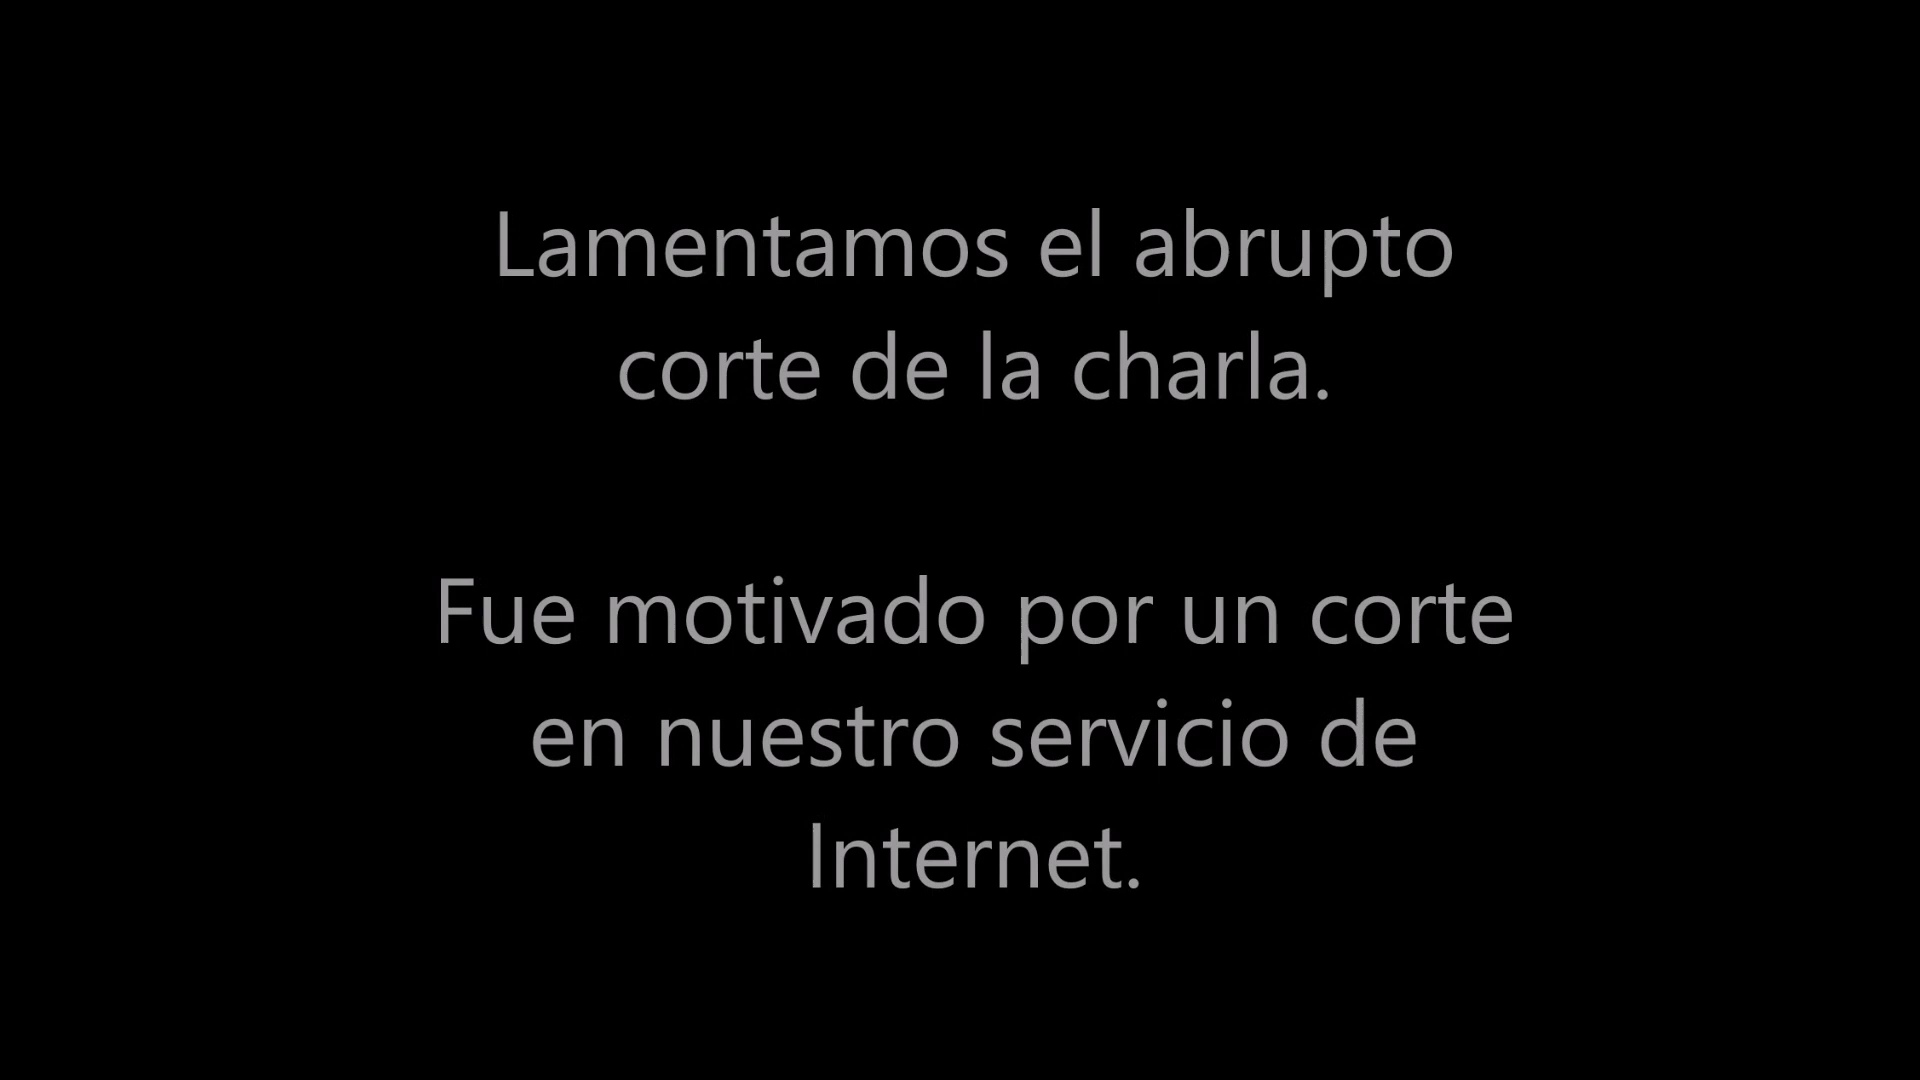 Lamentamos el abrupto
corte de la charla.
Fue motivado por un corte
en nuestro servicio de
Internet.